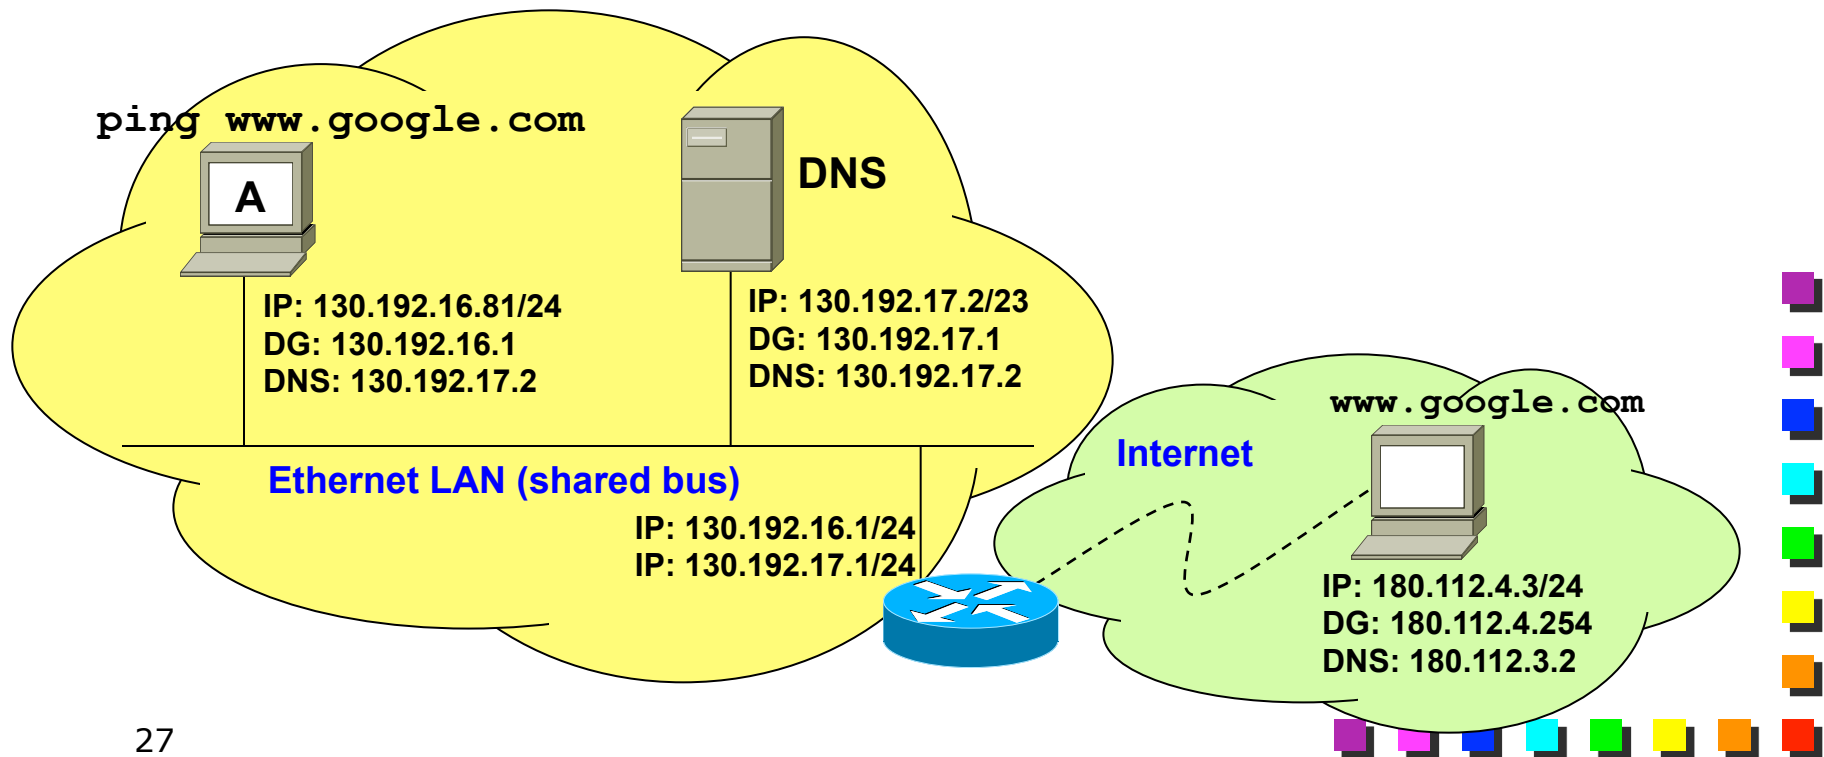 ping www.google.com
A
DNS
IP: 130.192.16.81/24
DG: 130.192.16.1
DNS: 130.192.17.2
IP: 130.192.17.2/23
DG: 130.192.17.1
DNS: 130.192.17.2
Ethernet LAN (shared bus)
IP: 130.192.16.1/24
IP: 130.192.17.1/24
Internet
www.google.com
IP: 180.112.4.3/24
DG: 180.112.4.254
DNS: 180.112.3.2
27